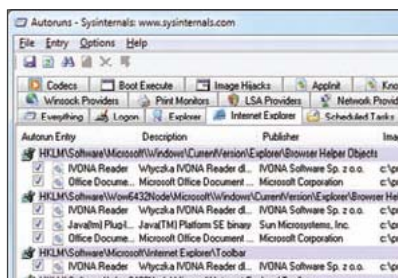 Autoruns - Sysinternals: www.sysinternals.com
File Entry Options Help
Codecs Boot Execute Image Hijacks AppInit Kno
Winsock Providers Print Monitors LSA Providers Network Provid
Everything Logon Explorer Internet Explorer Scheduled Tasks
Autorun Entry Description Publisher Ima
HKLM\Software\Microsoft\Windows\CurrentVersion\Explorer\Browser Helper Objects
IVONA Reader Wtyczka IVONA Reader dl... IVONA Software Sp. z o.o. c:\p
Office Docume... Microsoft Office Document ... Microsoft Corporation c:\p
HKLM\Software\Wow6432Node\Microsoft\Windows\CurrentVersion\Explorer\Browser Hel
IVONA Reader Wtyczka IVONA Reader dl... IVONA Software Sp. z o.o. c:\p
Java(tm) Plug-I... Java(TM) Platform SE binary Sun Microsystems, Inc. c:\p
Office Docume... Microsoft Office Document ... Microsoft Corporation c:\p
HKLM\Software\Microsoft\Internet Explorer\Toolbar
IVONA Reader Wtyczka IVONA Reader dl... IVONA Software Sp. z o.o. c:\p